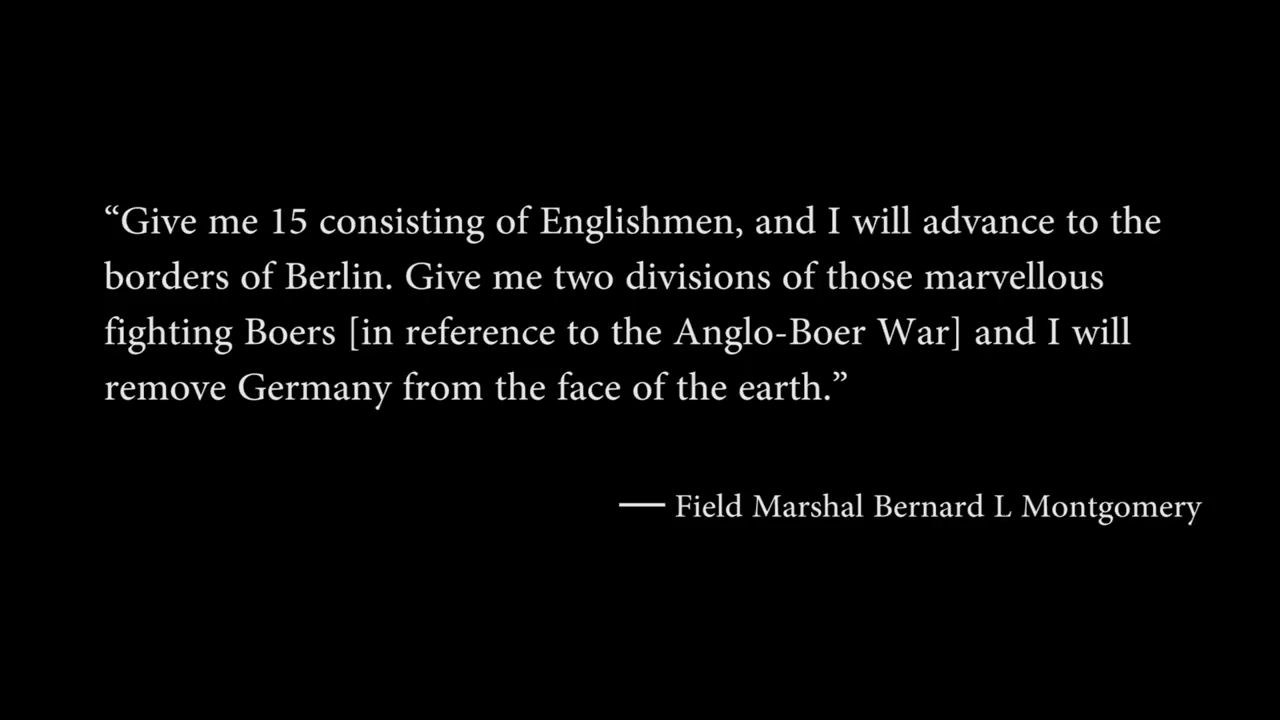 “Give me 15 consisting of Englishmen, and I will advance to the
borders of Berlin. Give me two divisions of those marvellous
fighting Boers [in reference to the Anglo-Boer War] and I will
remove Germany from the face of the earth.”
— Field Marshal Bernard L Montgomery